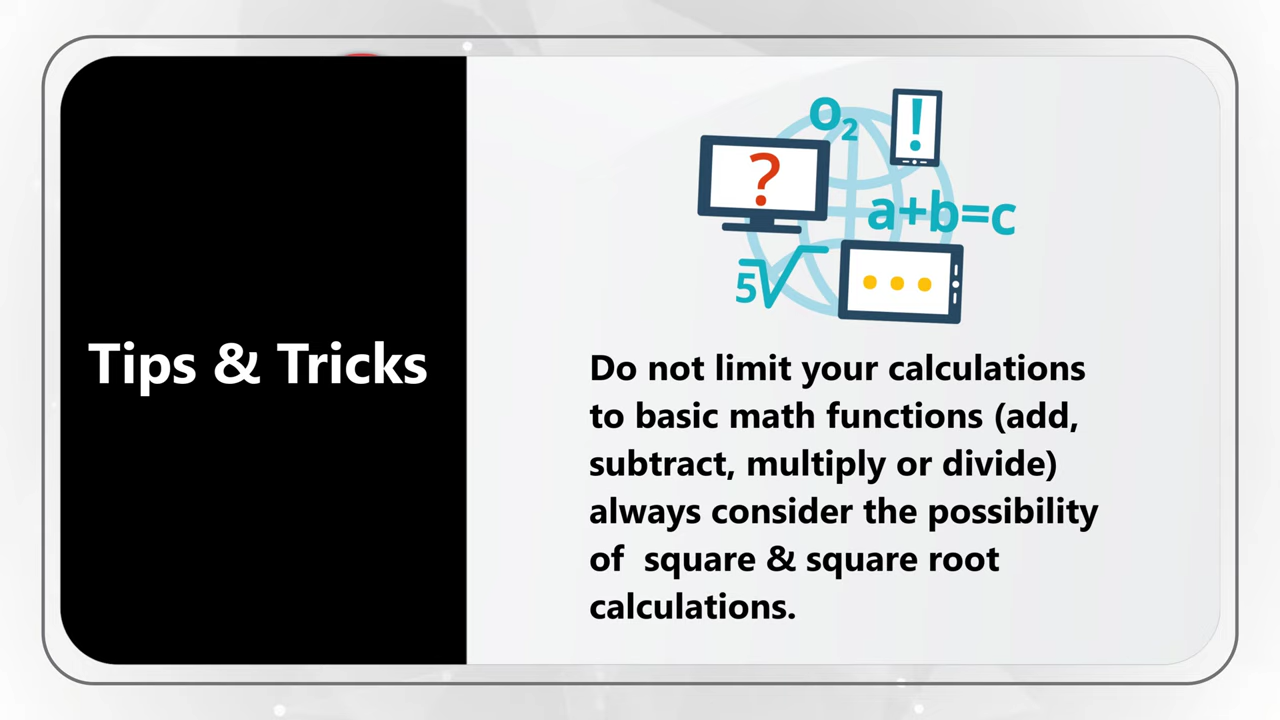 Tips & Tricks
O₂
!
?
a+b=c
5√
Do not limit your calculations
to basic math functions (add,
subtract, multiply or divide)
always consider the possibility
of  square & square root
calculations.